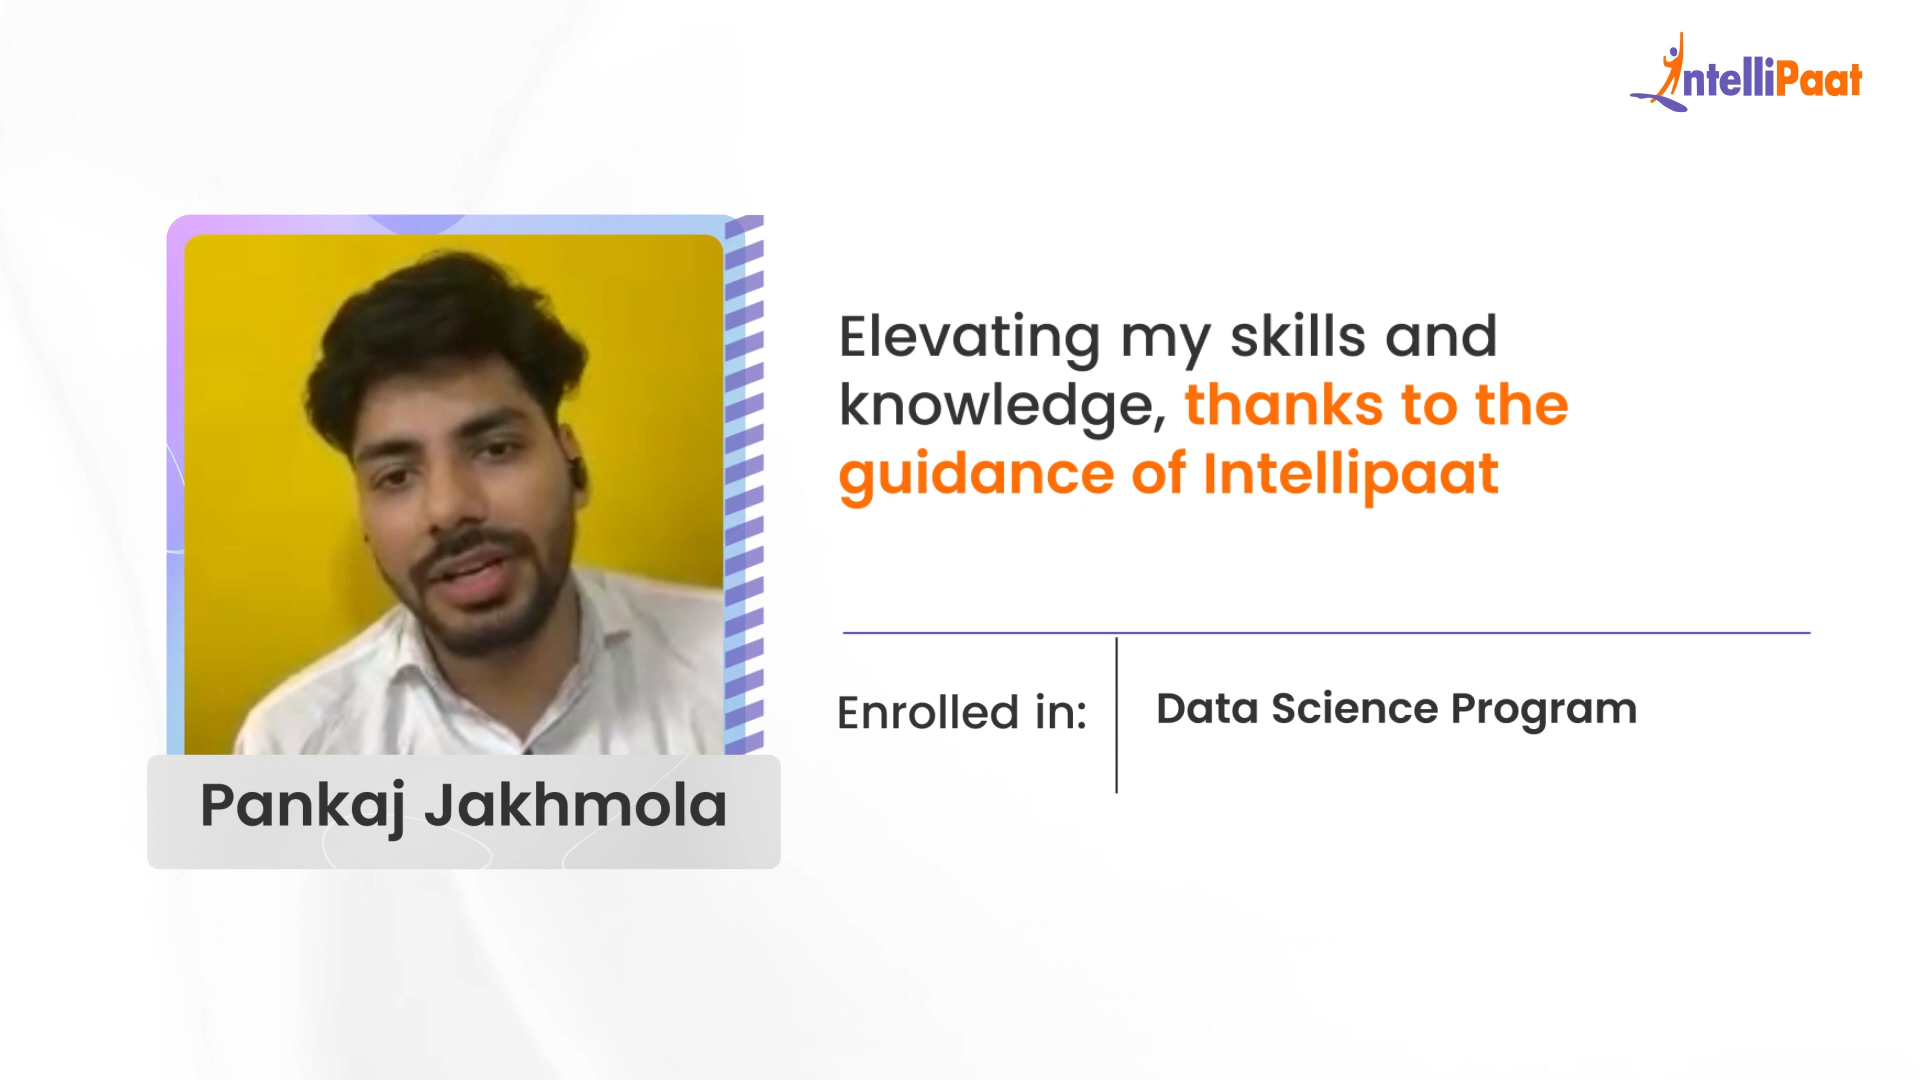 IntelliPaat
Elevating my skills and
knowledge, thanks to the
guidance of Intellipaat
Enrolled in:
Data Science Program
Pankaj Jakhmola